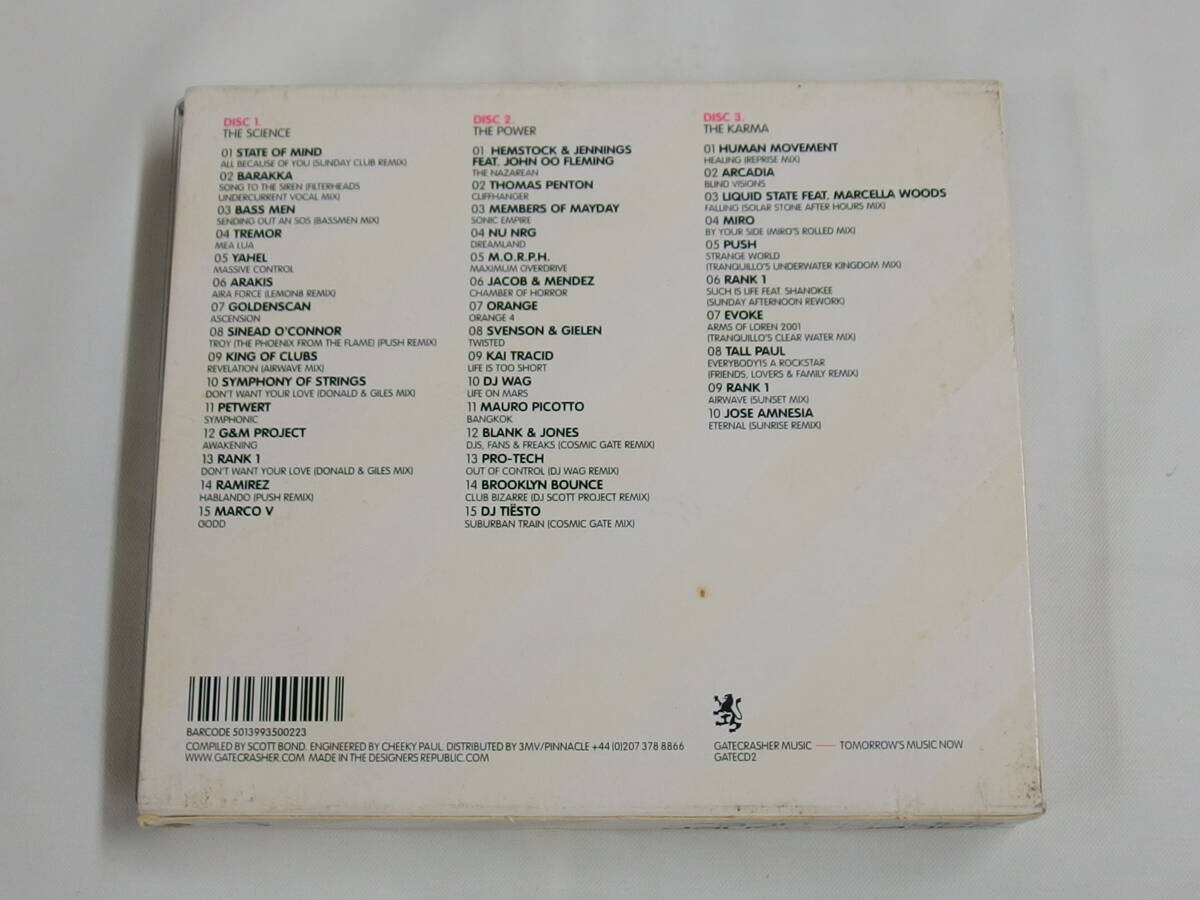 DISC 1.
THE SCIENCE
01 STATE OF MIND
ALL BECAUSE OF YOU (SUNDAY CLUB REMIX)
02 BARAKKA
SONG TO THE SIREN (FILTERHEADS
UNDERCURRENT VOCAL MIX)
03 BASS MEN
SENDING OUT AN SOS (BASSMEN MIX)
04 TREMOR
MEA LUA
05 YAHEL
MASSIVE CONTROL
06 ARAKIS
AIRA FORCE (LEMON8 REMIX)
07 GOLDENSCAN
ASCENSION
08 SINEAD O'CONNOR
TROY (THE PHOENIX FROM THE FLAME) (PUSH REMIX)
09 KING OF CLUBS
REVELATION (AIRWAVE MIX)
10 SYMPHONY OF STRINGS
DON'T WANT YOUR LOVE (DONALD & GILES MIX)
11 PETWERT
SYMPHONIC
12 G&M PROJECT
AWAKENING
13 RANK 1
DON'T WANT YOUR LOVE (DONALD & GILES MIX)
14 RAMIREZ
HABLANDO (PUSH REMIX)
15 MARCO V
GODD
DISC 2.
THE POWER
01 HEMSTOCK & JENNINGS
FEAT. JOHN OO FLEMING
THE NAZAREAN
02 THOMAS PENTON
CLIFFHANGER
03 MEMBERS OF MAYDAY
SONIC EMPIRE
04 NU NRG
DREAMLAND
05 M.O.R.P.H.
MAXIMUM OVERDRIVE
06 JACOB & MENDEZ
CHAMBER OF HORROR
07 ORANGE
ORANGE 4
08 SVENSON & GIELEN
TWISTED
09 KAI TRACID
LIFE IS TOO SHORT
10 DJ WAG
LIFE ON MARS
11 MAURO PICOTTO
BANGKOK
12 BLANK & JONES
DJS, FANS & FREAKS (COSMIC GATE REMIX)
13 PRO-TECH
OUT OF CONTROL (DJ WAG REMIX)
14 BROOKLYN BOUNCE
CLUB BIZARRE (DJ SCOTT PROJECT REMIX)
15 DJ TIËSTO
SUBURBAN TRAIN (COSMIC GATE MIX)
DISC 3.
THE KARMA
01 HUMAN MOVEMENT
HEALING (REPRISE MIX)
02 ARCADIA
BLIND VISIONS
03 LIQUID STATE FEAT. MARCELLA WOODS
FALLING (SOLAR STONE AFTER HOURS MIX)
04 MIRO
BY YOUR SIDE (MIRO'S ROLLED MIX)
05 PUSH
STRANGE WORLD
(TRANQUILLO'S UNDERWATER KINGDOM MIX)
06 RANK 1
SUCH IS LIFE FEAT. SHANOKEE
(SUNDAY AFTERNOON REWORK)
07 EVOKE
ARMS OF LOREN 2001
(TRANQUILLO'S CLEAR WATER MIX)
08 TALL PAUL
EVERYBODY'S A ROCKSTAR
(FRIENDS, LOVERS & FAMILY REMIX)
09 RANK 1
AIRWAVE (SUNSET MIX)
10 JOSE AMNESIA
ETERNAL (SUNRISE REMIX)
BARCODE 5013993500223
COMPILED BY SCOTT BOND. ENGINEERED BY CHEEKY PAUL. DISTRIBUTED BY 3MV/PINNACLE +44 (0)207 378 8866
WWW.GATECRASHER.COM MADE IN THE DESIGNERS REPUBLIC.COM
GATECRASHER MUSIC — TOMORROW'S MUSIC NOW
GATECD2